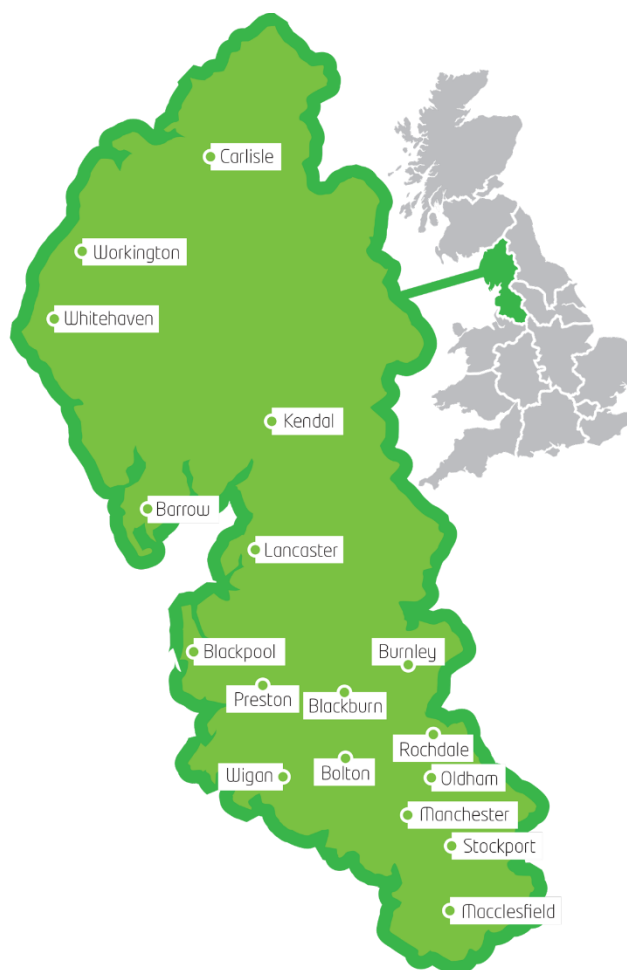 Carlisle
Workington
Whitehaven
Kendal
Barrow
Lancaster
Blackpool
Burnley
Preston
Blackburn
Rochdale
Wigan
Bolton
Oldham
Manchester
Stockport
Macclesfield